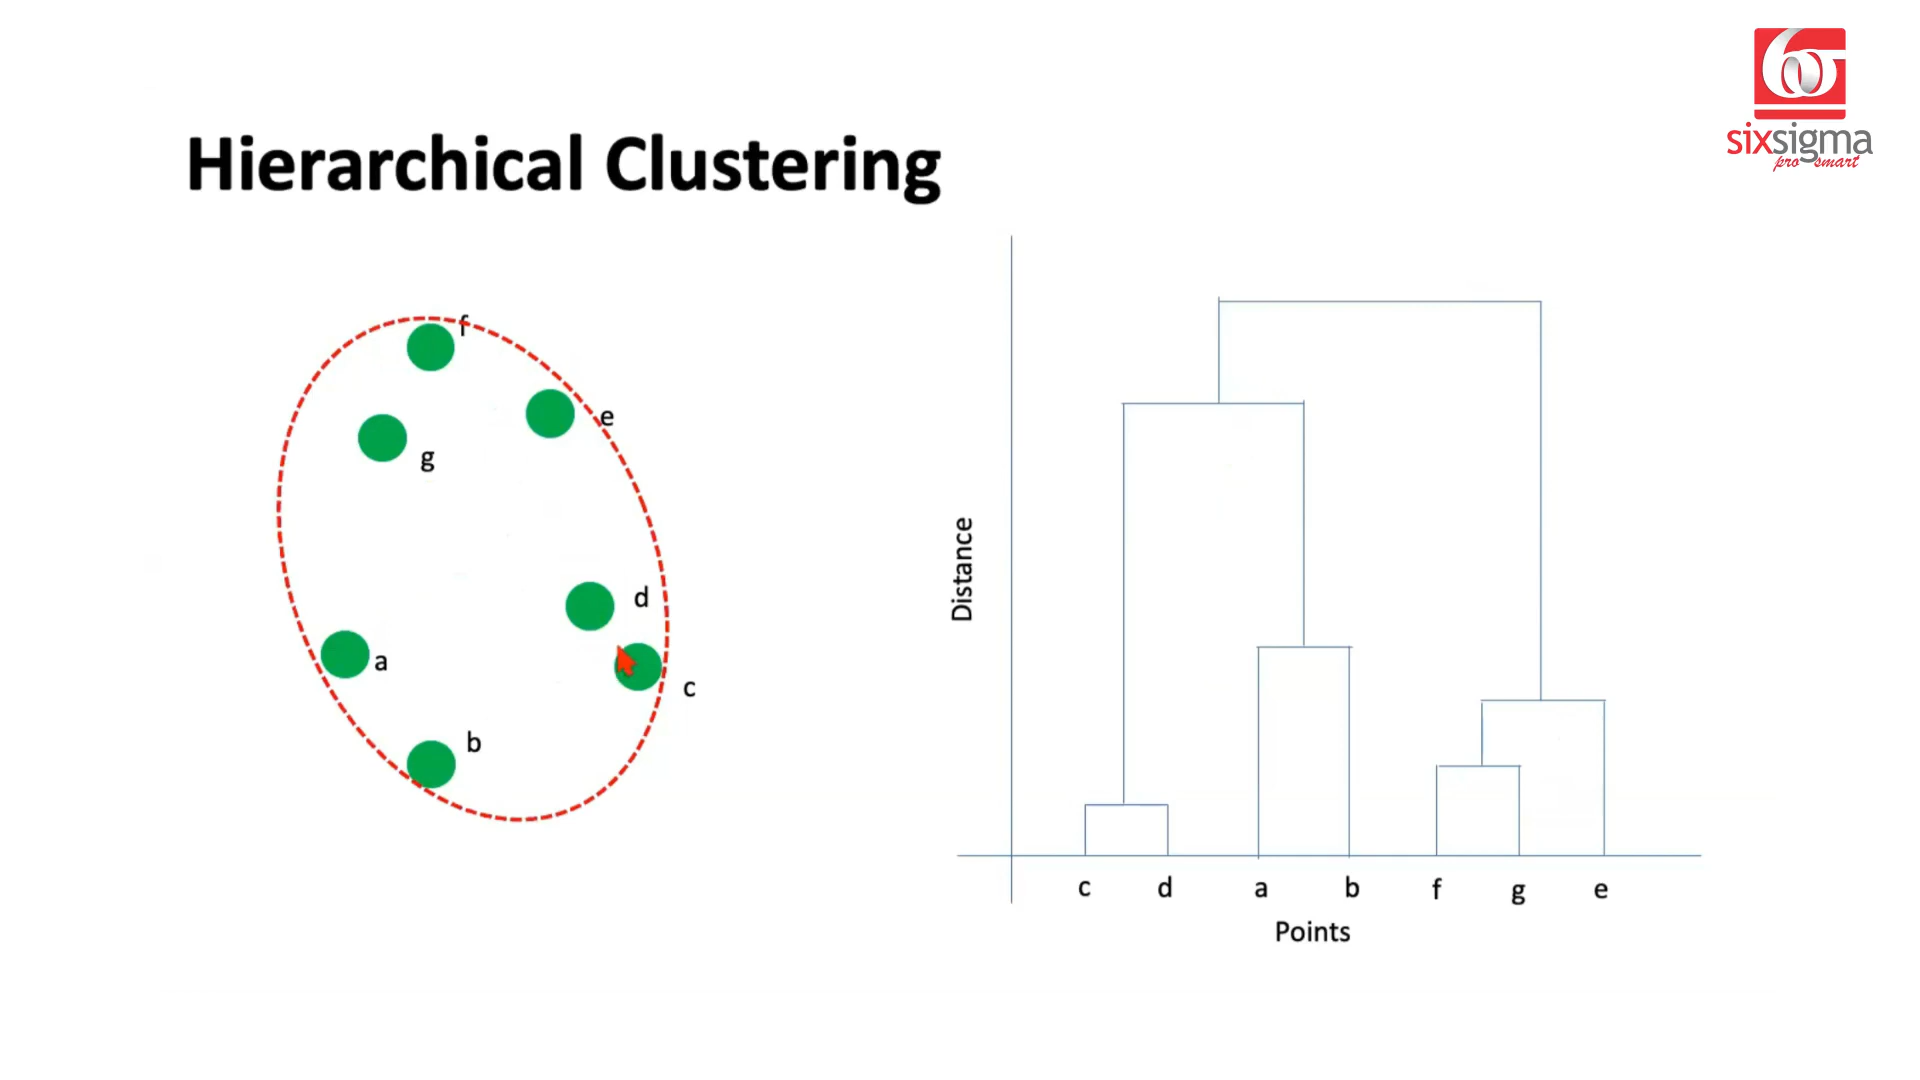 sixsigma
pro smart
Hierarchical Clustering
f
e
g
d
a
c
b
Distance
c d a b f g e
Points